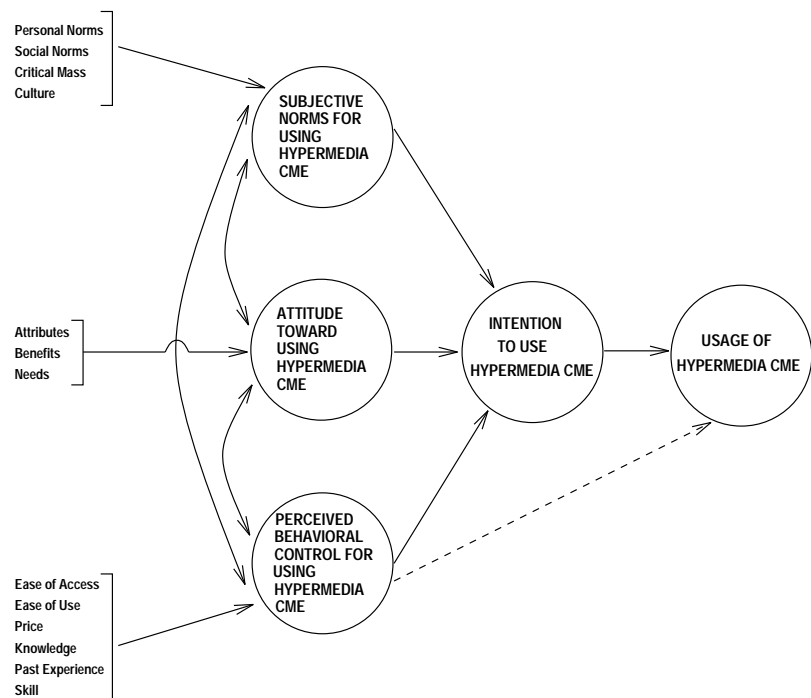 Personal Norms
Social Norms
Critical Mass
Culture
SUBJECTIVE
NORMS FOR
USING
HYPERMEDIA
CME
Attributes
Benefits
Needs
ATTITUDE
TOWARD
USING
HYPERMEDIA
CME
INTENTION
TO USE
HYPERMEDIA CME
USAGE OF
HYPERMEDIA CME
PERCEIVED
BEHAVIORAL
CONTROL FOR
USING
HYPERMEDIA
CME
Ease of Access
Ease of Use
Price
Knowledge
Past Experience
Skill